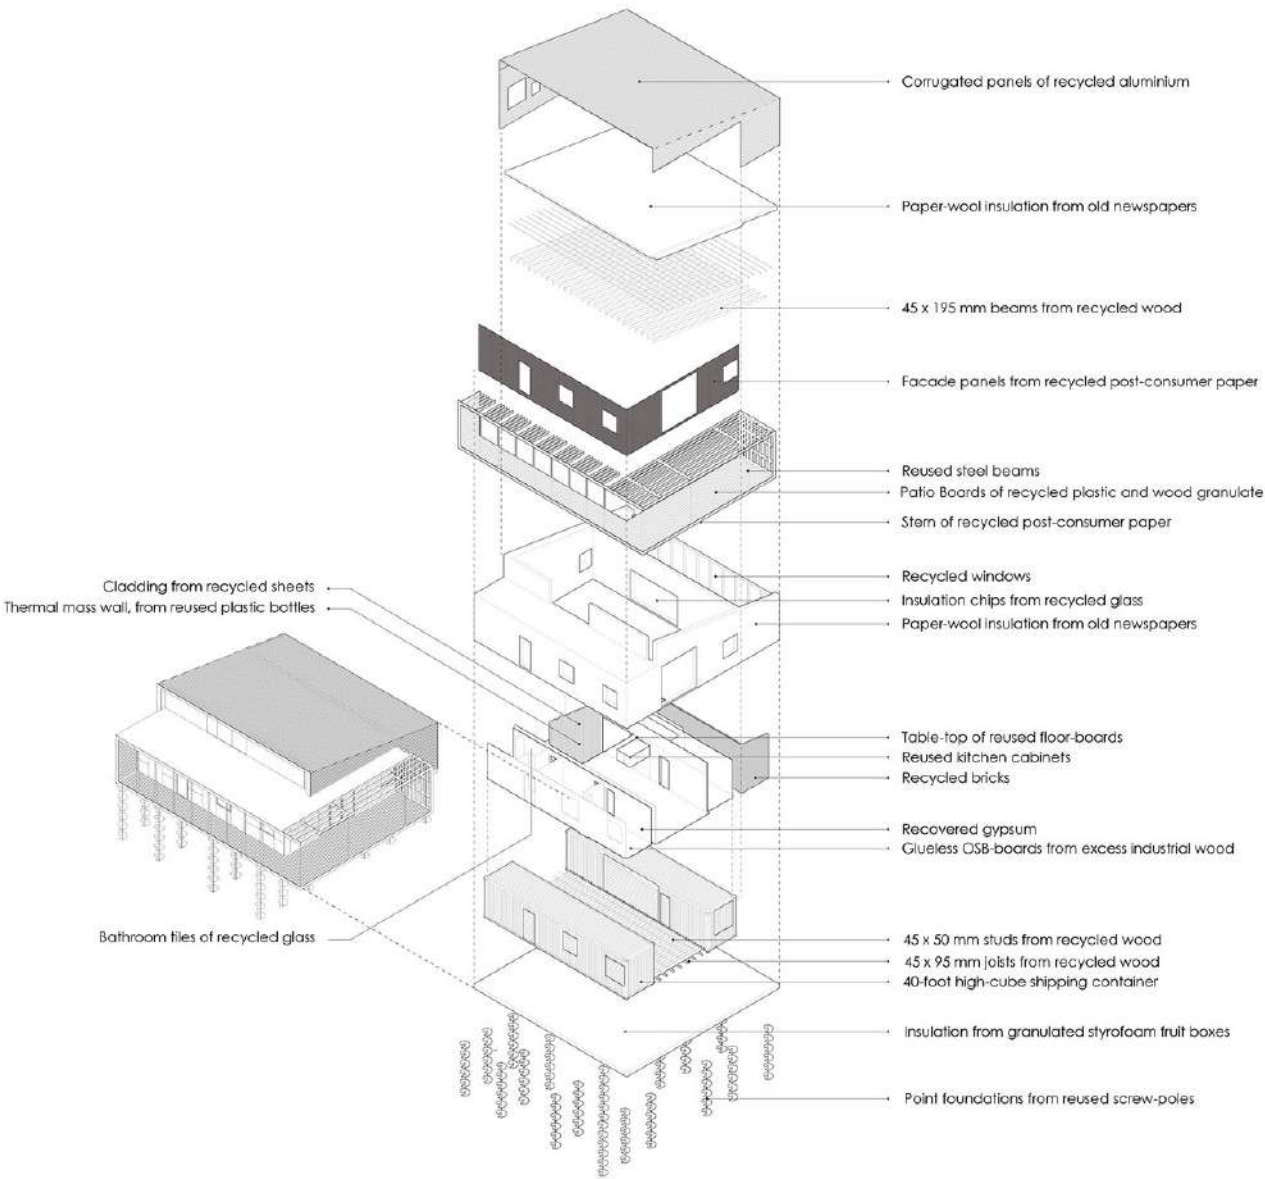 Corrugated panels of recycled aluminium
Paper-wool insulation from old newspapers
45 x 195 mm beams from recycled wood
Facade panels from recycled post-consumer paper
Reused steel beams
Patio Boards of recycled plastic and wood granulate
Stern of recycled post-consumer paper
Recycled windows
Insulation chips from recycled glass
Paper-wool insulation from old newspapers
Cladding from recycled sheets
Thermal mass wall, from reused plastic bottles
Table-top of reused floor-boards
Reused kitchen cabinets
Recycled bricks
Recovered gypsum
Glueless OSB-boards from excess industrial wood
Bathroom tiles of recycled glass
45 x 50 mm studs from recycled wood
45 x 95 mm joists from recycled wood
40-foot high-cube shipping container
Insulation from granulated styrofoam fruit boxes
Point foundations from reused screw-poles